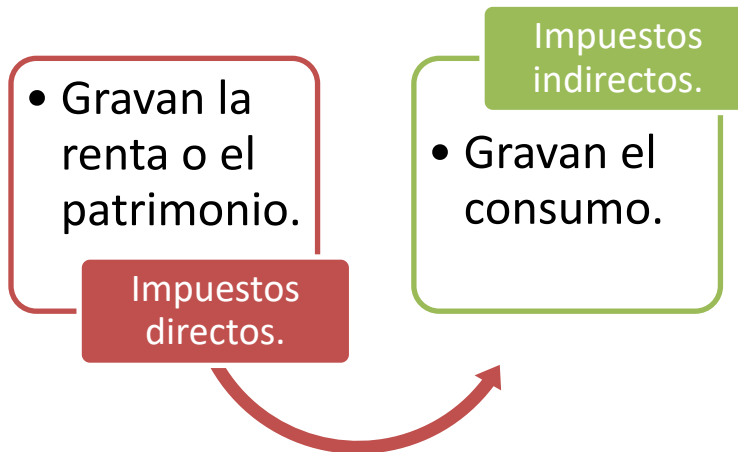 • Gravan la
renta o el
patrimonio.
Impuestos
directos.
Impuestos
indirectos.
• Gravan el
consumo.